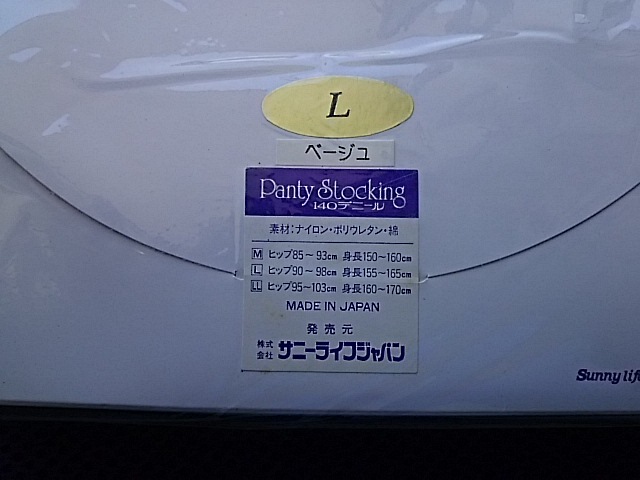 L
ベージュ
Panty Stocking
140デニール
素材:ナイロン・ポリウレタン・綿
M ヒップ85～93cm 身長150～160cm
L ヒップ90～98cm 身長155～165cm
LL ヒップ95～103cm 身長160～170cm
MADE IN JAPAN
発売元
株式会社 サニーライフジャパン
Sunny lif